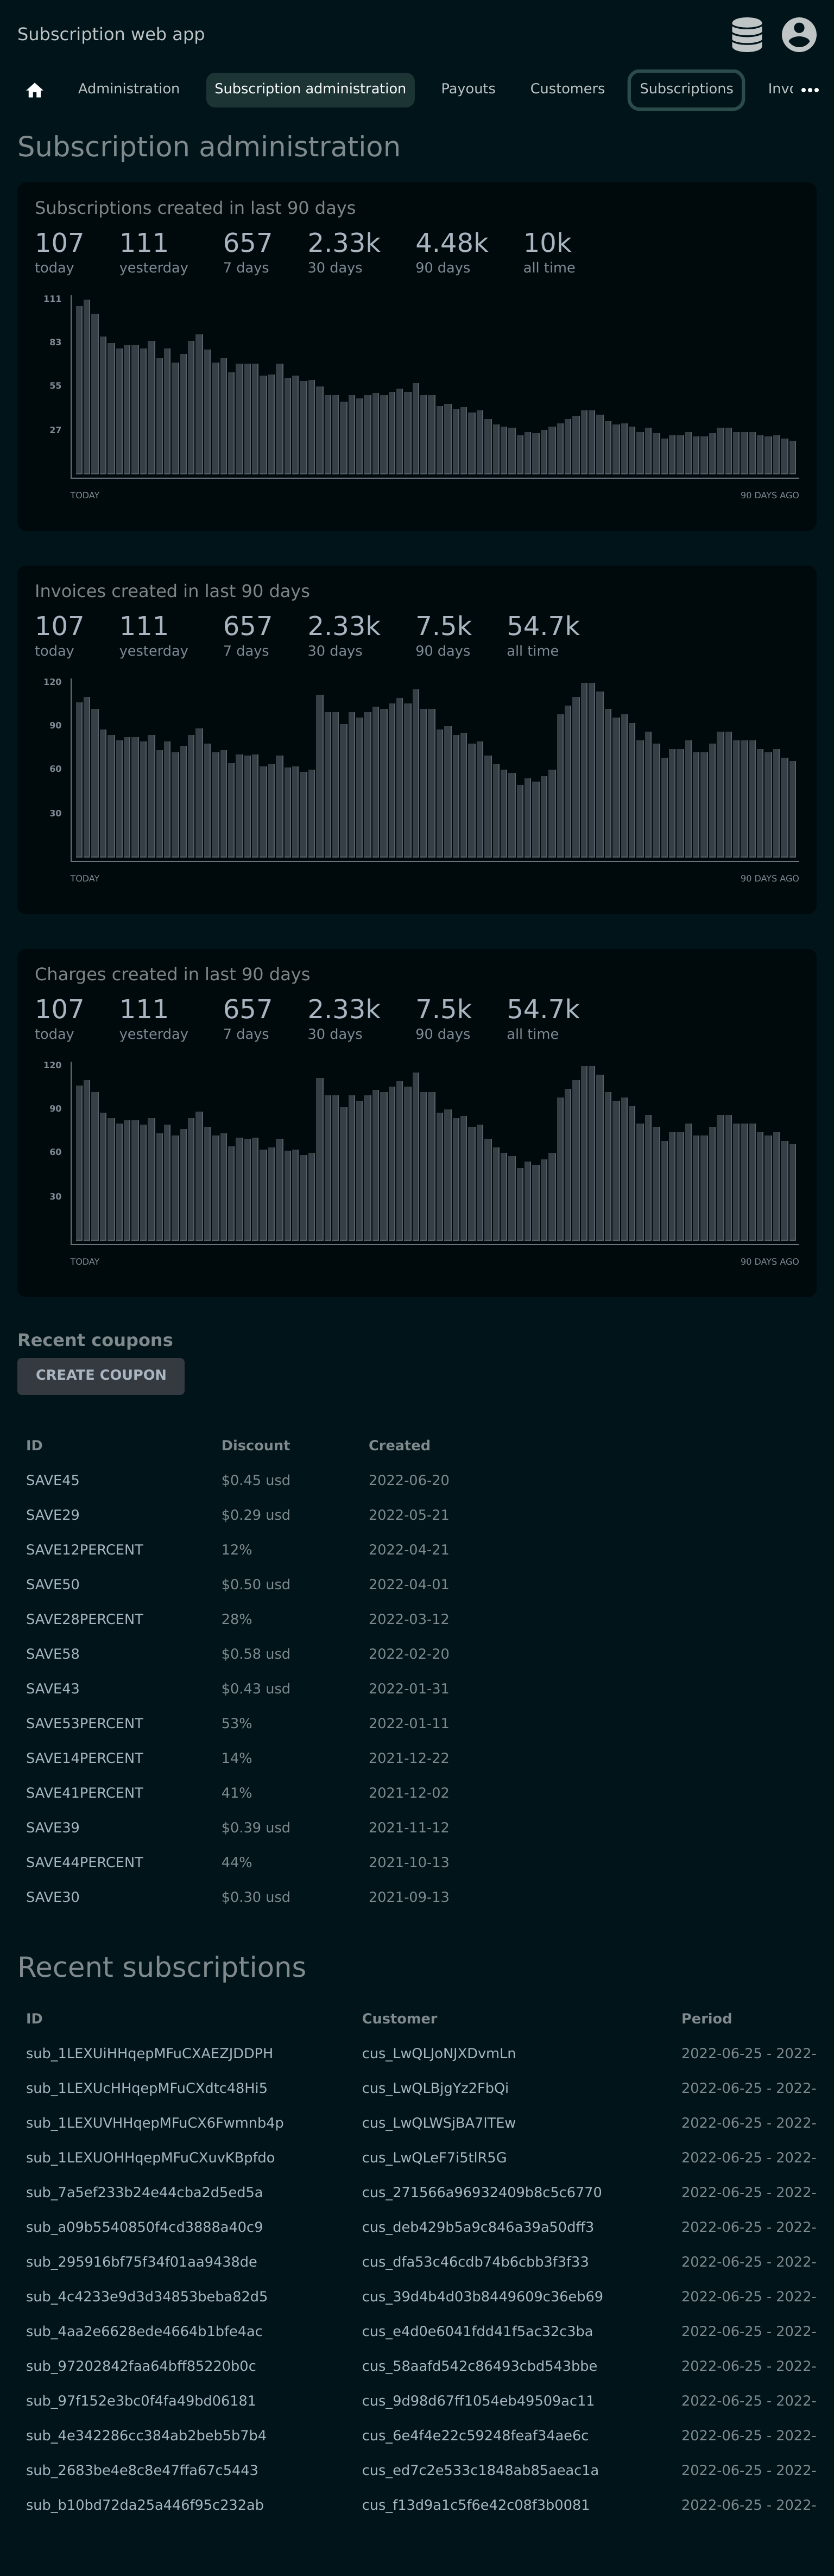 Subscription web app
Administration Subscription administration Payouts Customers Subscriptions
Subscription administration
Subscriptions created in last 90 days
107 111 657 2.33k 4.48k 10k
today yesterday 7 days 30 days 90 days all time
111
83
55
27
TODAY 90 DAYS AGO
Invoices created in last 90 days
107 111 657 2.33k 7.5k 54.7k
today yesterday 7 days 30 days 90 days all time
120
90
60
30
TODAY 90 DAYS AGO
Charges created in last 90 days
107 111 657 2.33k 7.5k 54.7k
today yesterday 7 days 30 days 90 days all time
120
90
60
30
TODAY 90 DAYS AGO
Recent coupons
CREATE COUPON
ID Discount Created
SAVE45 $0.45 usd 2022-06-20
SAVE29 $0.29 usd 2022-05-21
SAVE12PERCENT 12% 2022-04-21
SAVE50 $0.50 usd 2022-04-01
SAVE28PERCENT 28% 2022-03-12
SAVE58 $0.58 usd 2022-02-20
SAVE43 $0.43 usd 2022-01-31
SAVE53PERCENT 53% 2022-01-11
SAVE14PERCENT 14% 2021-12-22
SAVE41PERCENT 41% 2021-12-02
SAVE39 $0.39 usd 2021-11-12
SAVE44PERCENT 44% 2021-10-13
SAVE30 $0.30 usd 2021-09-13
Recent subscriptions
ID Customer Period
sub_1LEXUiHHqepMFuCXAEZJDDPH cus_LwQLJoNJXDvmLn 2022-06-25 - 2022-
sub_1LEXUcHHqepMFuCXdtc48Hi5 cus_LwQLBjgYz2FbQi 2022-06-25 - 2022-
sub_1LEXUVHHqepMFuCX6Fwmnb4p cus_LwQLWSjBA7lTEw 2022-06-25 - 2022-
sub_1LEXUOHHqepMFuCXuvKBpfdo cus_LwQLeF7i5tlR5G 2022-06-25 - 2022-
sub_7a5ef233b24e44cba2d5ed5a cus_271566a96932409b8c5c6770 2022-06-25 - 2022-
sub_a09b5540850f4cd3888a40c9 cus_deb429b5a9c846a39a50dff3 2022-06-25 - 2022-
sub_295916bf75f34f01aa9438de cus_dfa53c46cdb74b6cbb3f3f33 2022-06-25 - 2022-
sub_4c4233e9d3d34853beba82d5 cus_39d4b4d03b8449609c36eb69 2022-06-25 - 2022-
sub_4aa2e6628ede4664b1bfe4ac cus_e4d0e6041fdd41f5ac32c3ba 2022-06-25 - 2022-
sub_97202842faa64bff85220b0c cus_58aafd542c86493cbd543bbe 2022-06-25 - 2022-
sub_97f152e3bc0f4fa49bd06181 cus_9d98d67ff1054eb49509ac11 2022-06-25 - 2022-
sub_4e342286cc384ab2beb5b7b4 cus_6e4f4e22c59248feaf34ae6c 2022-06-25 - 2022-
sub_2683be4e8c8e47ffa67c5443 cus_ed7c2e533c1848ab85aeac1a 2022-06-25 - 2022-
sub_b10bd72da25a446f95c232ab cus_f13d9a1c5f6e42c08f3b0081 2022-06-25 - 2022-